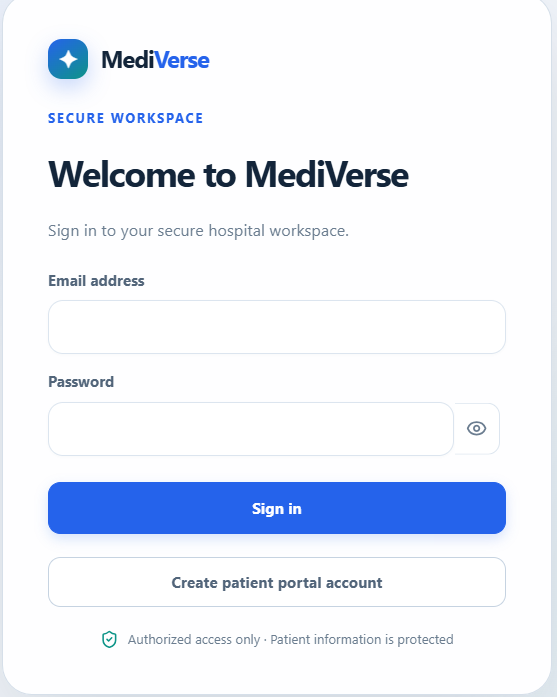 MediVerse
SECURE WORKSPACE
Welcome to MediVerse
Sign in to your secure hospital workspace.
Email address
Password
Sign in
Create patient portal account
Authorized access only · Patient information is protected